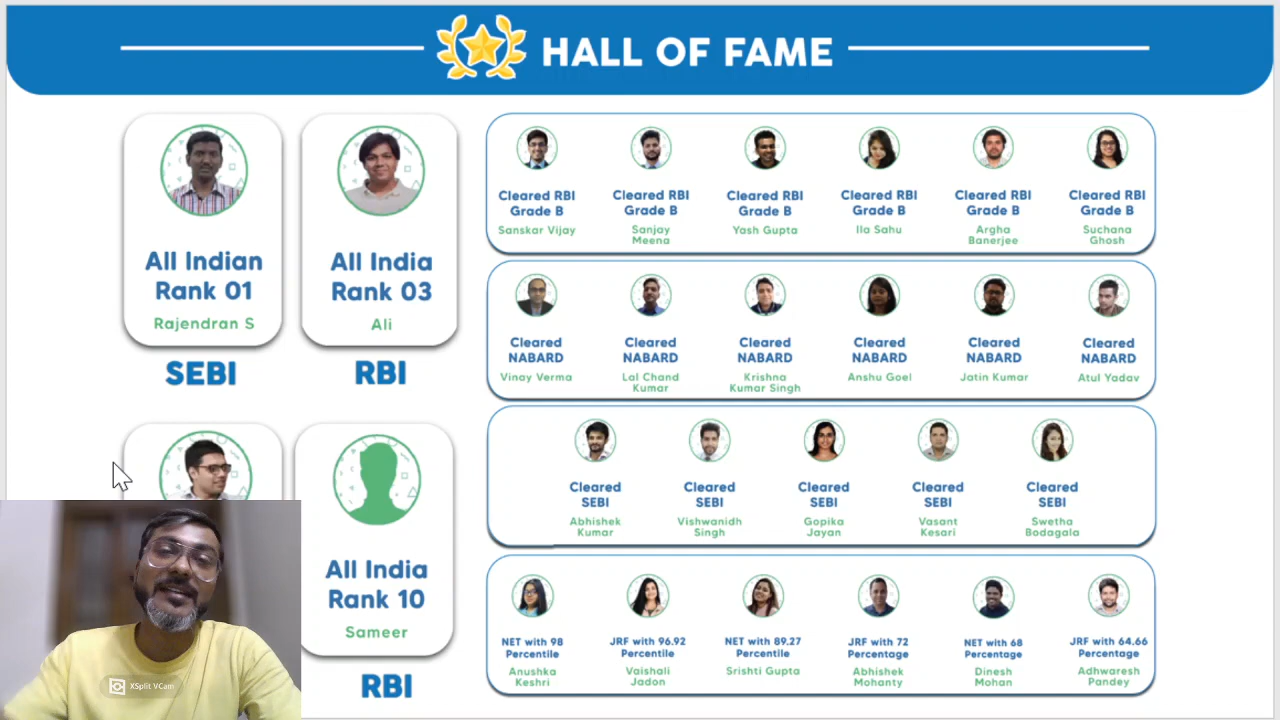 HALL OF FAME
All Indian
Rank 01
Rajendran S
SEBI
All India
Rank 03
Ali
RBI
All India
Rank 10
Sameer
RBI
Cleared RBI
Grade B
Sanskar Vijay
Cleared RBI
Grade B
Sanjay
Meena
Cleared RBI
Grade B
Yash Gupta
Cleared RBI
Grade B
Ila Sahu
Cleared RBI
Grade B
Argha
Banerjee
Cleared RBI
Grade B
Suchana
Ghosh
Cleared
NABARD
Vinay Verma
Cleared
NABARD
Lal Chand
Kumar
Cleared
NABARD
Krishna
Kumar Singh
Cleared
NABARD
Anshu Goel
Cleared
NABARD
Jatin Kumar
Cleared
NABARD
Atul Yadav
Cleared
SEBI
Abhishek
Kumar
Cleared
SEBI
Vishwanidh
Singh
Cleared
SEBI
Gopika
Jayan
Cleared
SEBI
Vasant
Kesari
Cleared
SEBI
Swetha
Bodagala
NET with 98
Percentile
Anushka
Keshri
JRF with 96.92
Percentile
Vaishali
Jadon
NET with 89.27
Percentile
Srishti Gupta
JRF with 72
Percentage
Abhishek
Mohanty
NET with 68
Percentage
Dinesh
Mohan
JRF with 64.66
Percentage
Adhwaresh
Pandey
XSplit VCam